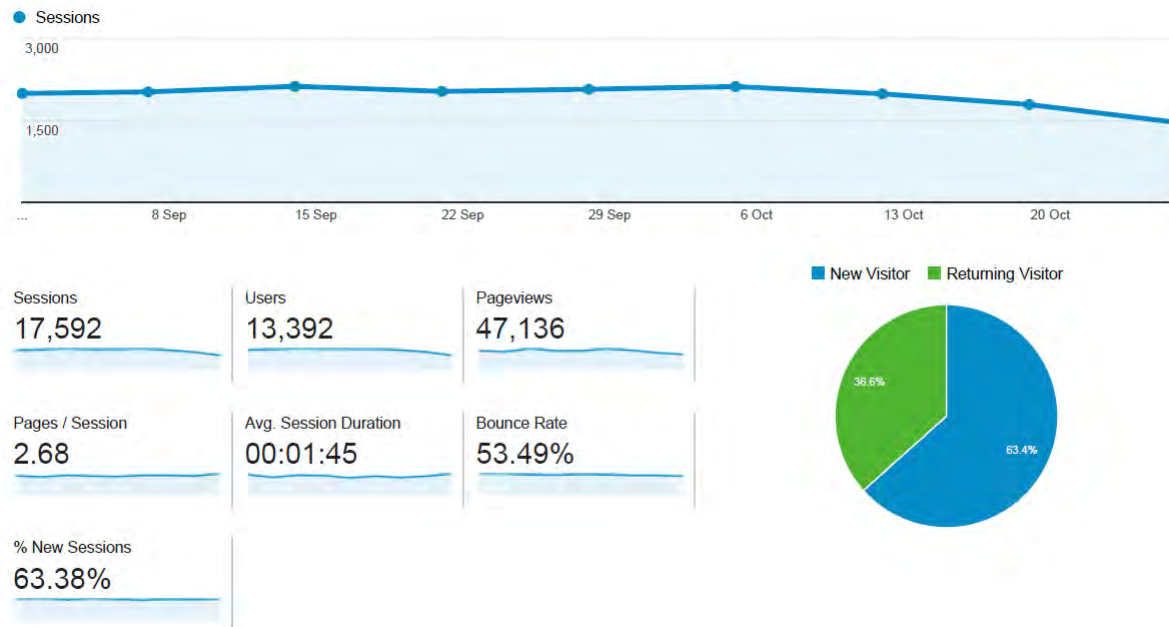 Sessions
3,000
1,500
... 8 Sep 15 Sep 22 Sep 29 Sep 6 Oct 13 Oct 20 Oct
New Visitor Returning Visitor
Sessions Users Pageviews
17,592 13,392 47,136
36.6%
63.4%
Pages / Session Avg. Session Duration Bounce Rate
2.68 00:01:45 53.49%
% New Sessions
63.38%